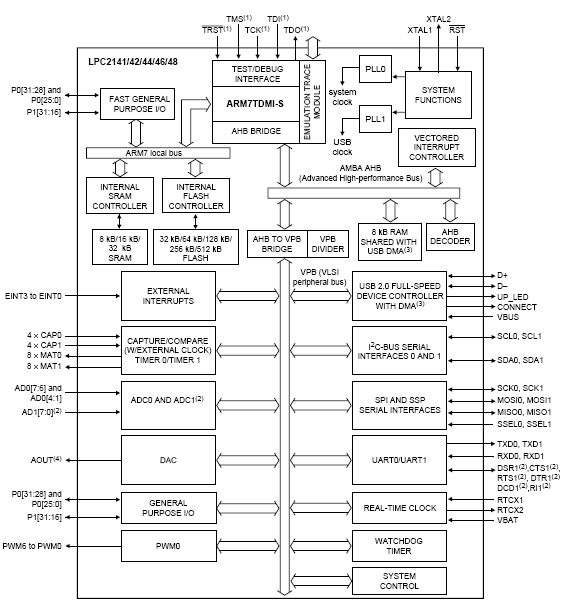 TMS(1) TDI(1)
TRST(1) TCK(1) TDO(1)
XTAL2
XTAL1 RST
LPC2141/42/44/46/48
TEST/DEBUG
INTERFACE
ARM7TDMI-S
AHB BRIDGE
EMULATION TRACE
MODULE
PLL0
system
clock
PLL1
USB
clock
SYSTEM
FUNCTIONS
VECTORED
INTERRUPT
CONTROLLER
P0[31:28] and
P0[25:0]
P1[31:16]
FAST GENERAL
PURPOSE I/O
ARM7 local bus
AMBA AHB
(Advanced High-performance Bus)
INTERNAL
SRAM
CONTROLLER
INTERNAL
FLASH
CONTROLLER
8 kB/16 kB/
32 kB
SRAM
32 kB/64 kB/128 kB/
256 kB/512 kB
FLASH
AHB TO VPB
BRIDGE
VPB
DIVIDER
8 kB RAM
SHARED WITH
USB DMA(3)
AHB
DECODER
VPB (VLSI
peripheral bus)
EINT3 to EINT0
EXTERNAL
INTERRUPTS
USB 2.0 FULL-SPEED
DEVICE CONTROLLER
WITH DMA(3)
D+
D−
UP_LED
CONNECT
VBUS
4 × CAP0
4 × CAP1
8 × MAT0
8 × MAT1
CAPTURE/COMPARE
(W/EXTERNAL CLOCK)
TIMER 0/TIMER 1
I2C-BUS SERIAL
INTERFACES 0 AND 1
SCL0, SCL1
SDA0, SDA1
AD0[7:6] and
AD0[4:1]
AD1[7:0](2)
ADC0 AND ADC1(2)
SPI AND SSP
SERIAL INTERFACES
SCK0, SCK1
MOSI0, MOSI1
MISO0, MISO1
SSEL0, SSEL1
AOUT(4)
DAC
UART0/UART1
TXD0, TXD1
RXD0, RXD1
DSR1(2),CTS1(2),
RTS1(2), DTR1(2)
DCD1(2),RI1(2)
P0[31:28] and
P0[25:0]
P1[31:16]
GENERAL
PURPOSE I/O
REAL-TIME CLOCK
RTCX1
RTCX2
VBAT
PWM6 to PWM0
PWM0
WATCHDOG
TIMER
SYSTEM
CONTROL